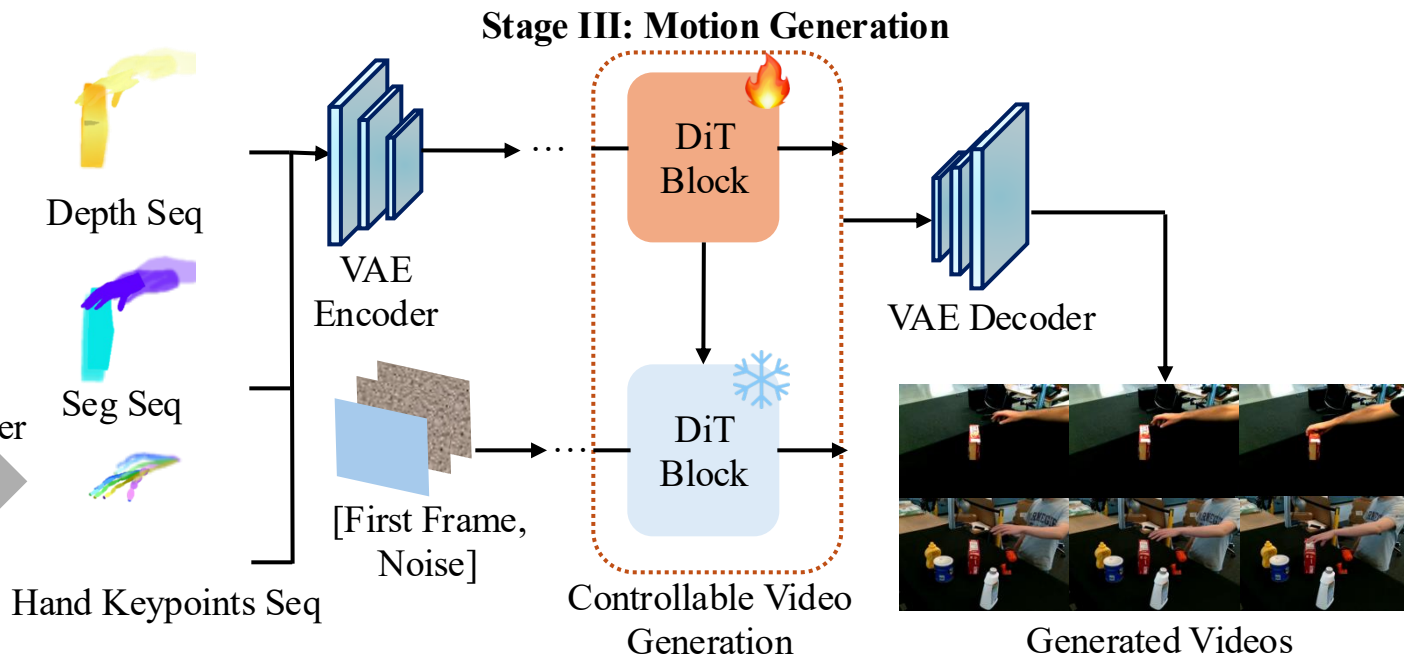 Stage III: Motion Generation
Depth Seq
VAE
Encoder
DiT
Block
VAE Decoder
Seg Seq
er
DiT
Block
[First Frame,
Noise]
Hand Keypoints Seq
Controllable Video
Generation
Generated Videos